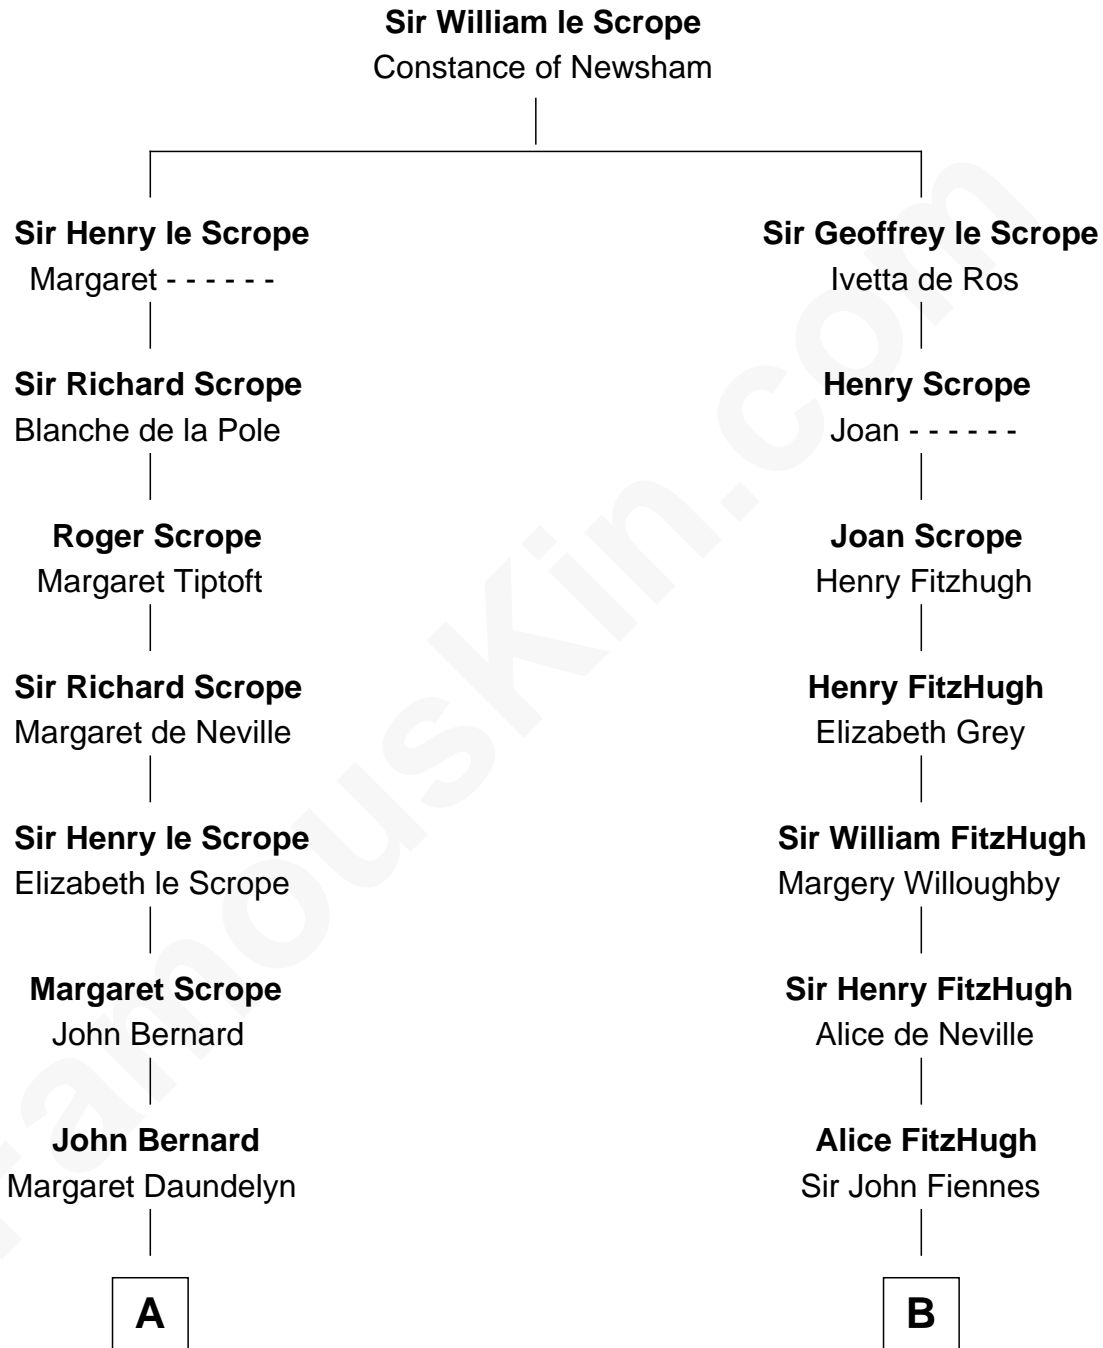 Sir William le Scrope
Constance of Newsham
Sir Henry le Scrope
Margaret - - - - - -
Sir Richard Scrope
Blanche de la Pole
Roger Scrope
Margaret Tiptoft
Sir Richard Scrope
Margaret de Neville
Sir Henry le Scrope
Elizabeth le Scrope
Margaret Scrope
John Bernard
John Bernard
Margaret Daundelyn
A
Sir Geoffrey le Scrope
Ivetta de Ros
Henry Scrope
Joan - - - - - -
Joan Scrope
Henry Fitzhugh
Henry FitzHugh
Elizabeth Grey
Sir William FitzHugh
Margery Willoughby
Sir Henry FitzHugh
Alice de Neville
Alice FitzHugh
Sir John Fiennes
B
FamousKin.com